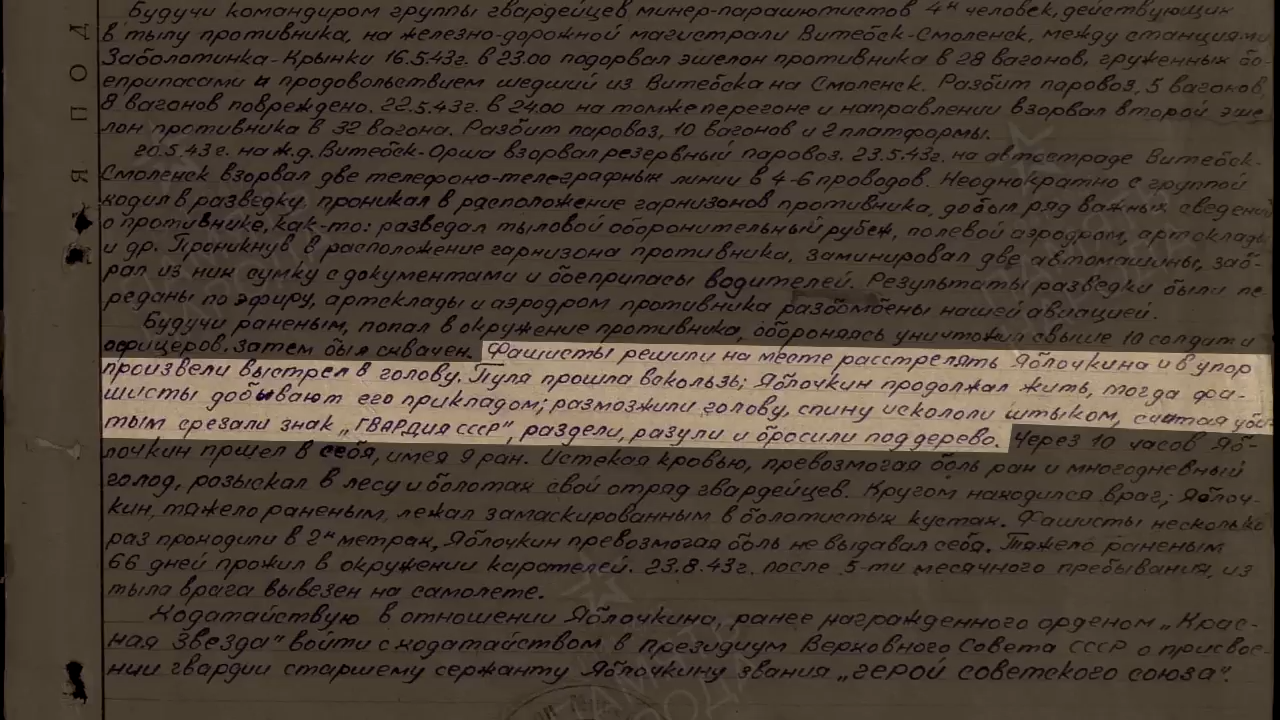 Будучи командиром группы гвардейцев минер-парашютистов 4х человек, действующих
в тылу противника, на железно-дорожной магистрали Витебск-Смоленск, между станциями
Заболотинка-Крынки 16.5.43г. в 23.00 подорвал эшелон противника в 28 вагонов, груженных бо-
еприпасами и продовольствием шедший из Витебска на Смоленск. Разбит паровоз, 5 вагонов,
8 вагонов повреждено. 22.5.43г. в 24.00 на томже перегоне и направлении взорвал второй эше
лон противника в 32 вагона. Разбит паровоз, 10 вагонов и 2 платформы.
20.5.43г. на ж.д. Витебск-Орша взорвал резервный паровоз. 23.5.43г. на автостраде Витебск-
Смоленск взорвал две телефоно-телеграфных линии в 4-6 проводов. Неоднократно с группой
ходил в разведку, проникал в расположение гарнизонов противника, добыл ряд важных сведений
о противнике, как-то: разведал тыловой оборонительный рубеж, полевой аэродром, артсклады
и др. Проникнув в расположение гарнизона противника, заминировал две автомашины, заб-
рал из них сумку с документами и боеприпасы водителей. Результаты разведки были пе
реданы по эфиру, артсклады и аэродром противника разбомбены нашей авиацией.
Будучи раненым, попал в окружение противника, обороняясь уничтожил свыше 10 солдат и
офицеров, затем был схвачен. Фашисты решили на месте расстрелять Яблочкина и в упор
произвели выстрел в голову. Пуля прошла вскользь; Яблочкин продолжал жить, тогда фа-
шисты добывают его прикладом; размозжили голову, спину искололи штыком, считая уби-
тым срезали знак „ГВАРДИЯ СССР", раздели, разули и бросили под дерево. Через 10 часов Яб-
лочкин пршел в себя, имея 9 ран. Истекая кровью, превозмогая боль ран и многодневный
голод, розыскал в лесу и болотах свой отряд гвардейцев. Кругом находился враг; Яблоч-
кин, тяжело раненым, лежал замаскированным в болотистых кустах. Фашисты несколько
раз проходили в 2х метрах, Яблочкин превозмогая боль не выдавал себя. Тяжело раненым
66 дней прожил в окружении карателей. 23.8.43г. после 5-ти месячного пребывания, из
тыла врага вывезен на самолете.
Ходатайствую в отношении Яблочкина, ранее награжденного орденом „Крас-
ная Звезда" войти с ходатайством в Президиум Верховного Совета СССР о присвое-
нии гвардии старшему сержанту Яблочкину звания „ГЕРОЙ СОВЕТСКОГО СОЮЗА".
Я ПОД
ПАМЯТЬ
НАРОДА